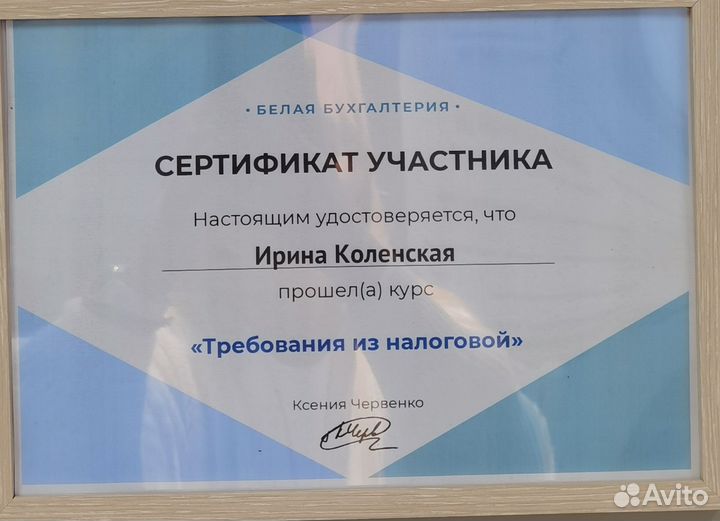 • БЕЛАЯ БУХГАЛТЕРИЯ •
СЕРТИФИКАТ УЧАСТНИКА
Настоящим удостоверяется, что
Ирина Коленская
прошел(а) курс
«Требования из налоговой»
Ксения Червенко
Avito